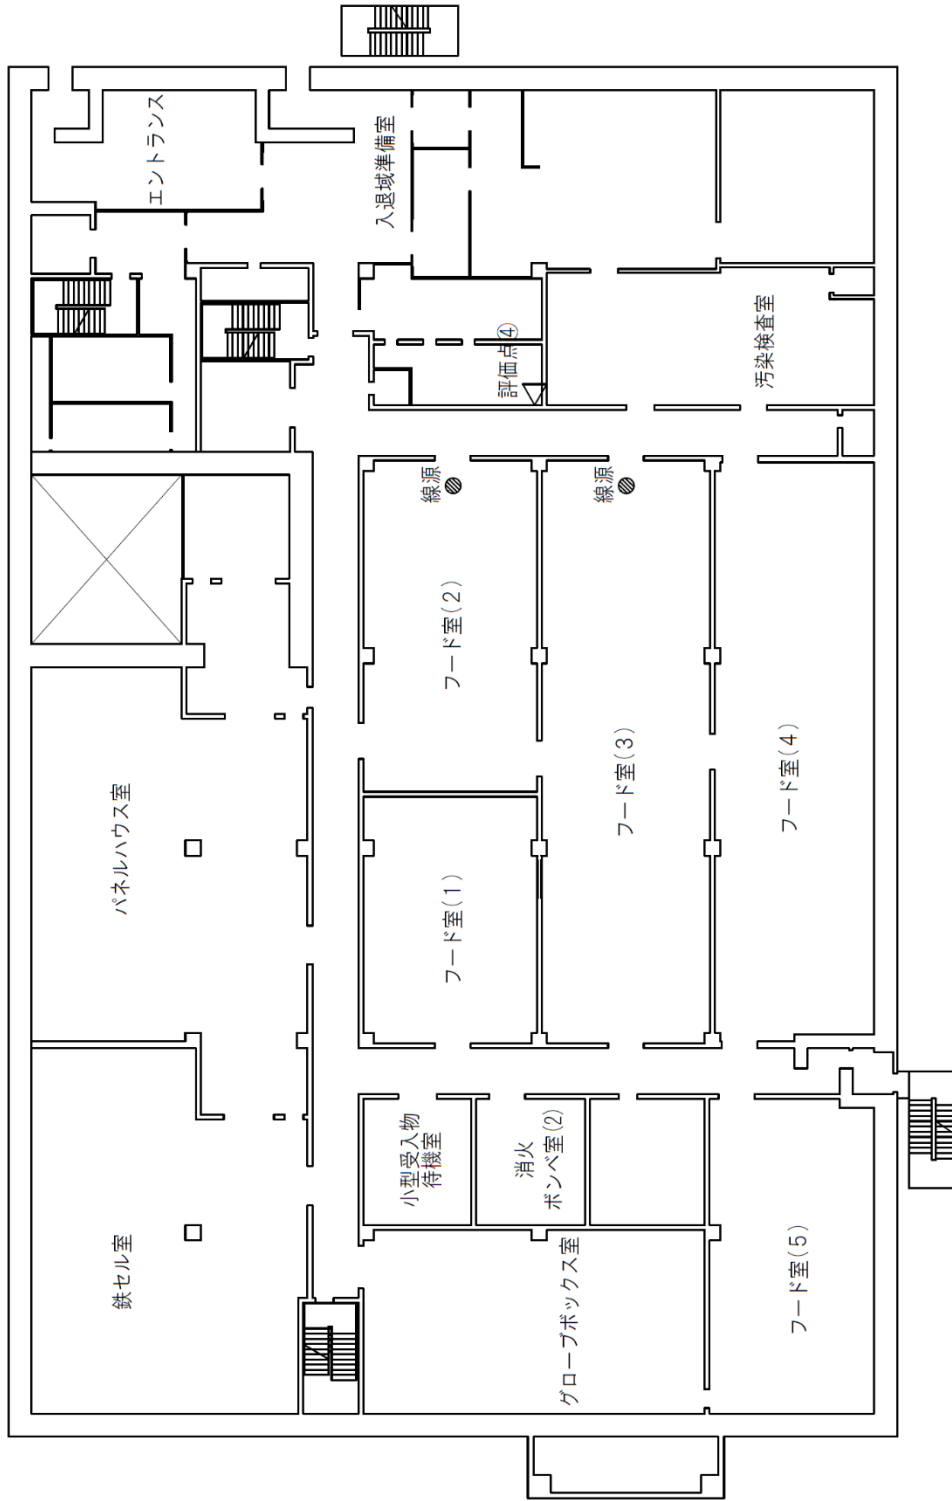 エントランス
入退域準備室
評価点④
汚染検査室
線源
線源
フード室(2)
フード室(3)
フード室(4)
パネルハウス室
フード室(1)
小型受入物
待機室
消火
ボンベ室(2)
鉄セル室
グローブボックス室
フード室(5)